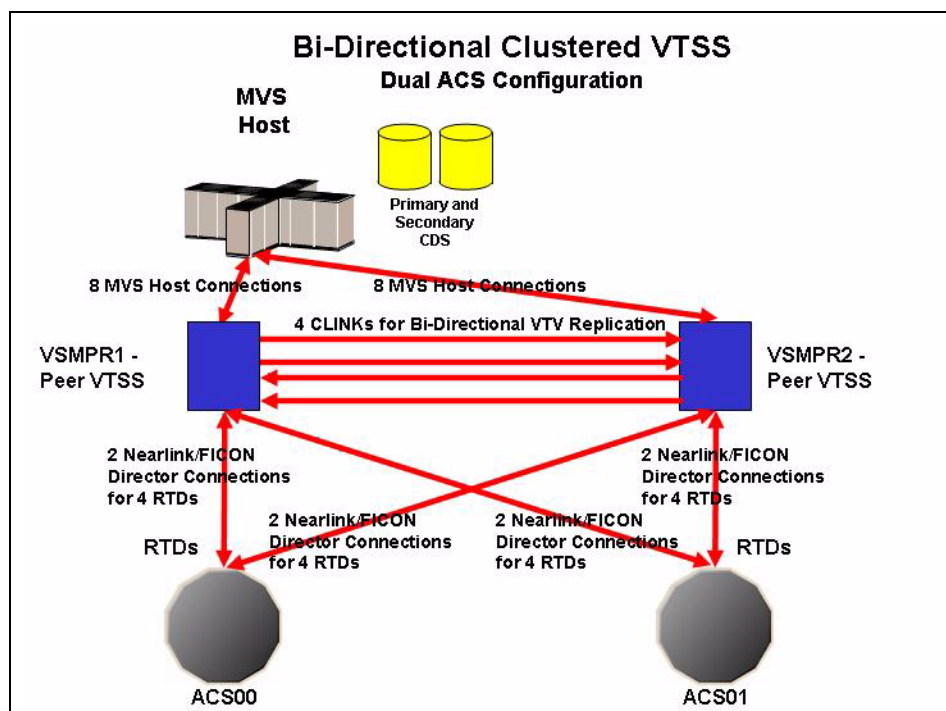 Bi-Directional Clustered VTSS
Dual ACS Configuration
MVS
Host
Primary and
Secondary
CDS
8 MVS Host Connections
8 MVS Host Connections
4 CLINKs for Bi-Directional VTV Replication
VSMPR1 -
Peer VTSS
VSMPR2 -
Peer VTSS
2 Nearlink/FICON
Director Connections
for 4 RTDs
2 Nearlink/FICON
Director Connections
for 4 RTDs
2 Nearlink/FICON
Director Connections
for 4 RTDs
2 Nearlink/FICON
Director Connections
for 4 RTDs
RTDs
RTDs
ACS00
ACS01